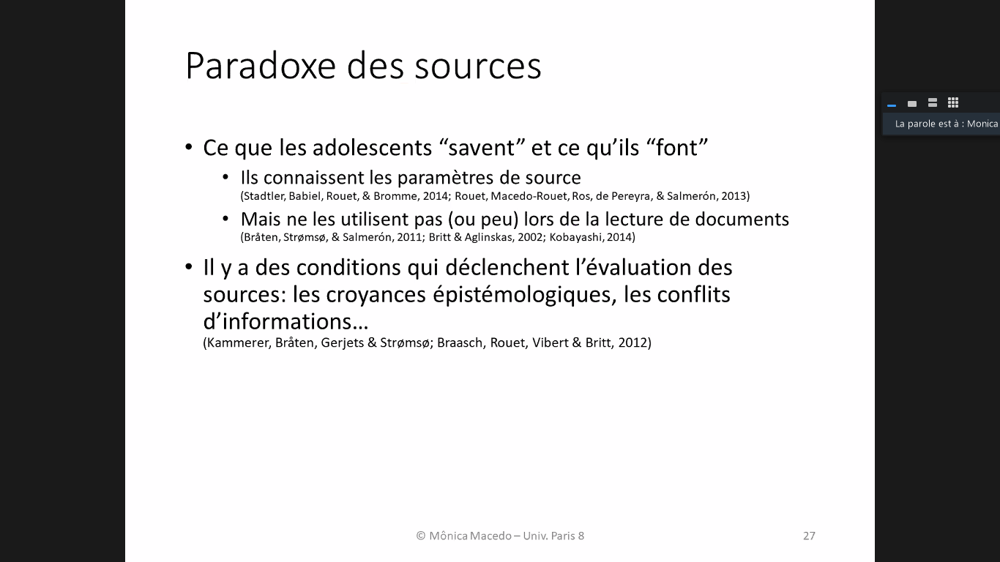 Paradoxe des sources
• Ce que les adolescents “savent” et ce qu’ils “font”
• Ils connaissent les paramètres de source
(Stadtler, Babiel, Rouet, & Bromme, 2014; Rouet, Macedo-Rouet, Ros, de Pereyra, & Salmerón, 2013)
• Mais ne les utilisent pas (ou peu) lors de la lecture de documents
(Bråten, Strømsø, & Salmerón, 2011; Britt & Aglinskas, 2002; Kobayashi, 2014)
• Il y a des conditions qui déclenchent l’évaluation des
sources: les croyances épistémologiques, les conflits
d’informations…
(Kammerer, Bråten, Gerjets & Strømsø; Braasch, Rouet, Vibert & Britt, 2012)
© Mônica Macedo – Univ. Paris 8
27
La parole est à : Monica